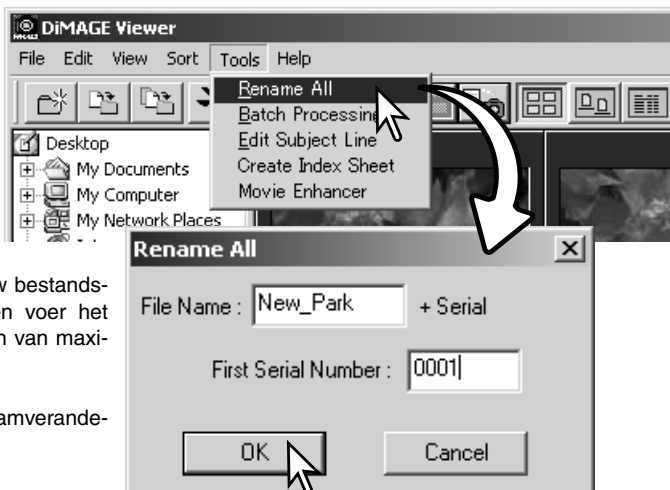 DiMAGE Viewer
File Edit View Sort Tools Help
Rename All
Batch Processing
Edit Subject Line
Create Index Sheet
Movie Enhancer
Desktop
My Documents
My Computer
My Network Places
Rename All
File Name : New_Park + Serial
First Serial Number : 0001
OK Cancel
w bestands-
en voer het
n van maxi-
amverande-